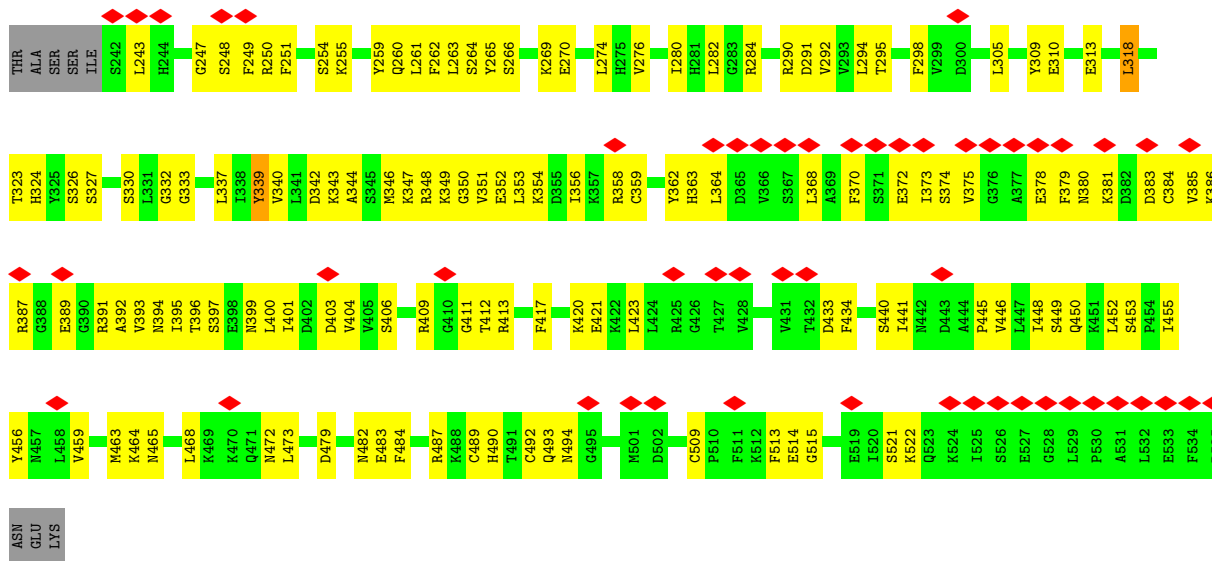 THR ALA SER SER ILE S242 L243 H244 G247 S248 F249 R250 F251 S254 K255 Y259 Q260 L261 F262 L263 S264 Y265 S266 K269 E270 L274 H275 V276 I280 H281 L282 G283 R284 R290 D291 V292 V293 L294 T295 F298 V299 D300 L305 Y309 E310 E313 L318
T323 H324 Y325 S326 S327 S330 L331 G332 G333 L337 I338 Y339 V340 L341 D342 K343 A344 S345 M346 K347 R348 K349 G350 V351 E352 L353 K354 D355 I356 K357 R358 C359 Y362 H363 L364 D365 V366 S367 L368 A369 F370 S371 E372 I373 S374 V375 G376 A377 E378 F379 N380 K381 D382 D383 C384 V385 K386
R387 G388 E389 G390 R391 A392 V393 N394 I395 T396 S397 E398 N399 L400 I401 D402 D403 V404 V405 S406 R409 G410 G411 T412 R413 F417 K420 E421 K422 L423 L424 R425 G426 T427 V428 V431 T432 D433 F434 S440 I441 N442 D443 A444 P445 V446 L447 I448 S449 Q450 K451 L452 S453 P454 I455
Y456 N457 L458 V459 M463 K464 N465 L468 K469 K470 Q471 N472 L473 D479 N482 E483 F484 R487 K488 C489 H490 T491 C492 Q493 N494 G495 M501 D502 C509 P510 F511 K512 F513 E514 G515 E519 I520 S521 K522 Q523 K524 I525 S526 E527 G528 L529 P530 A531 L532 E533 F534
ASN GLU LYS